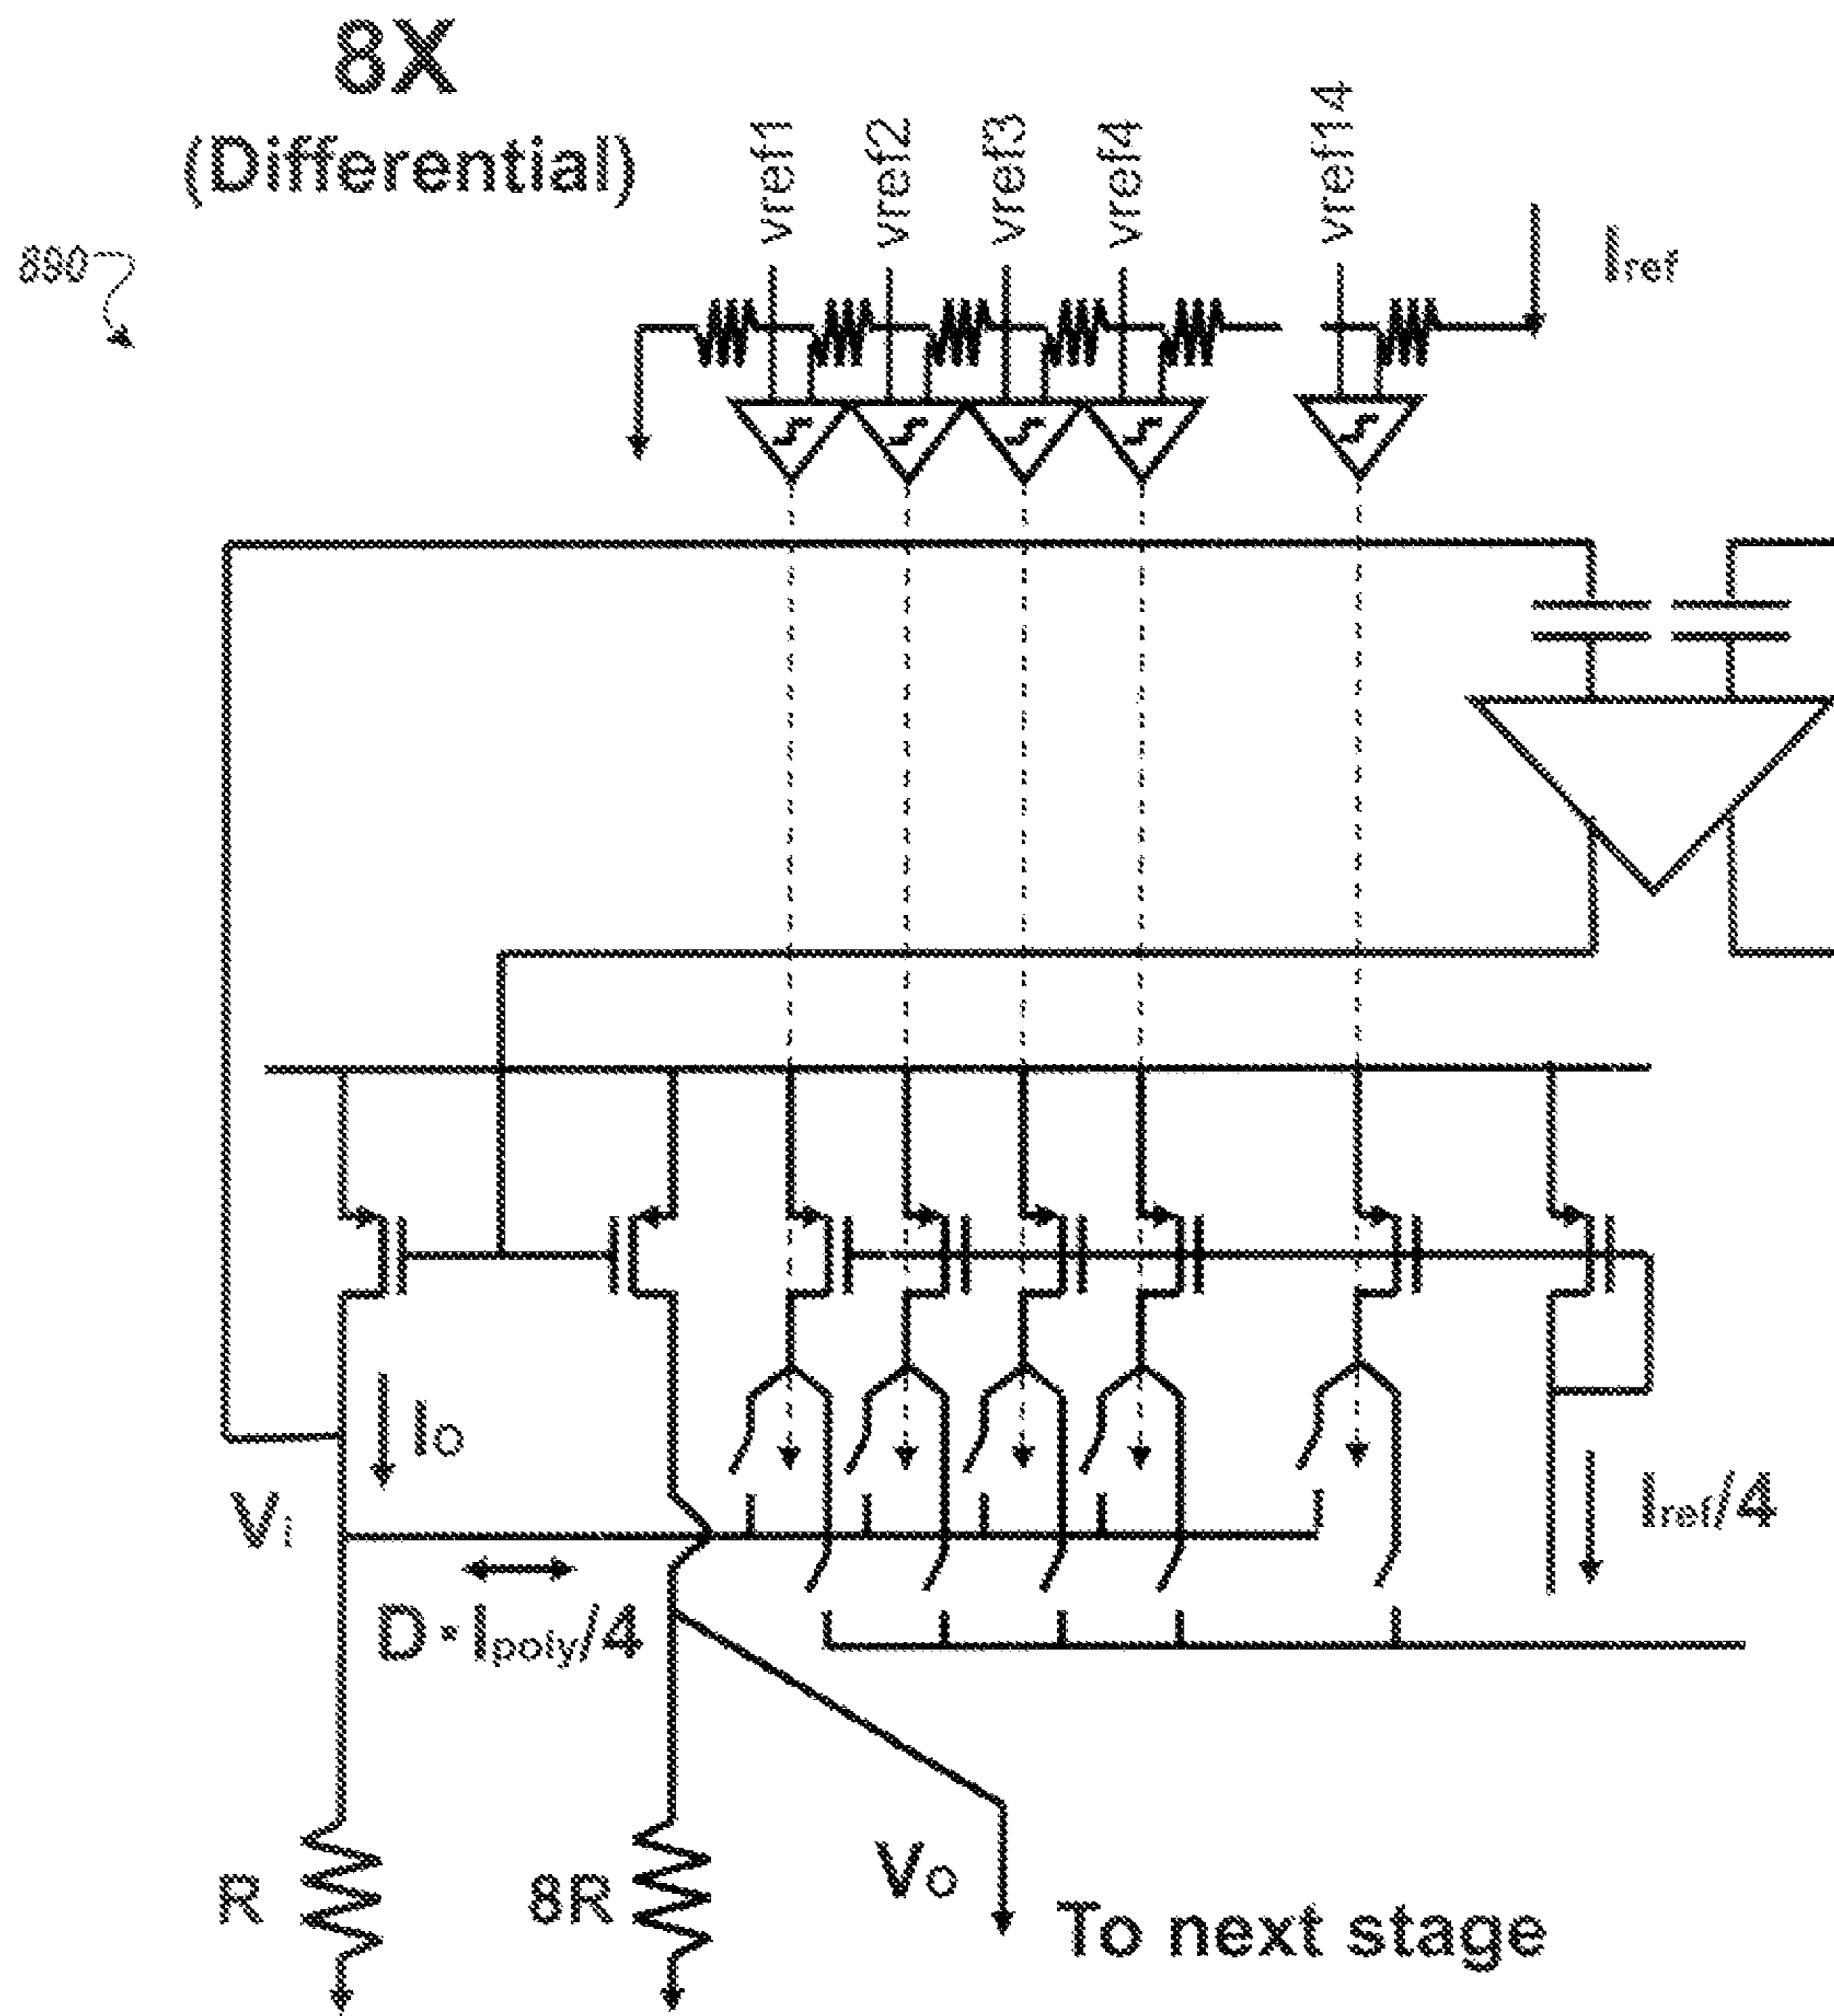 8X
(Differential)
890
vref1
vref2
vref3
vref4
vref14
Iref
IO
Vi
D • Ipoly/4
Iref/4
R
8R
VO
To next stage